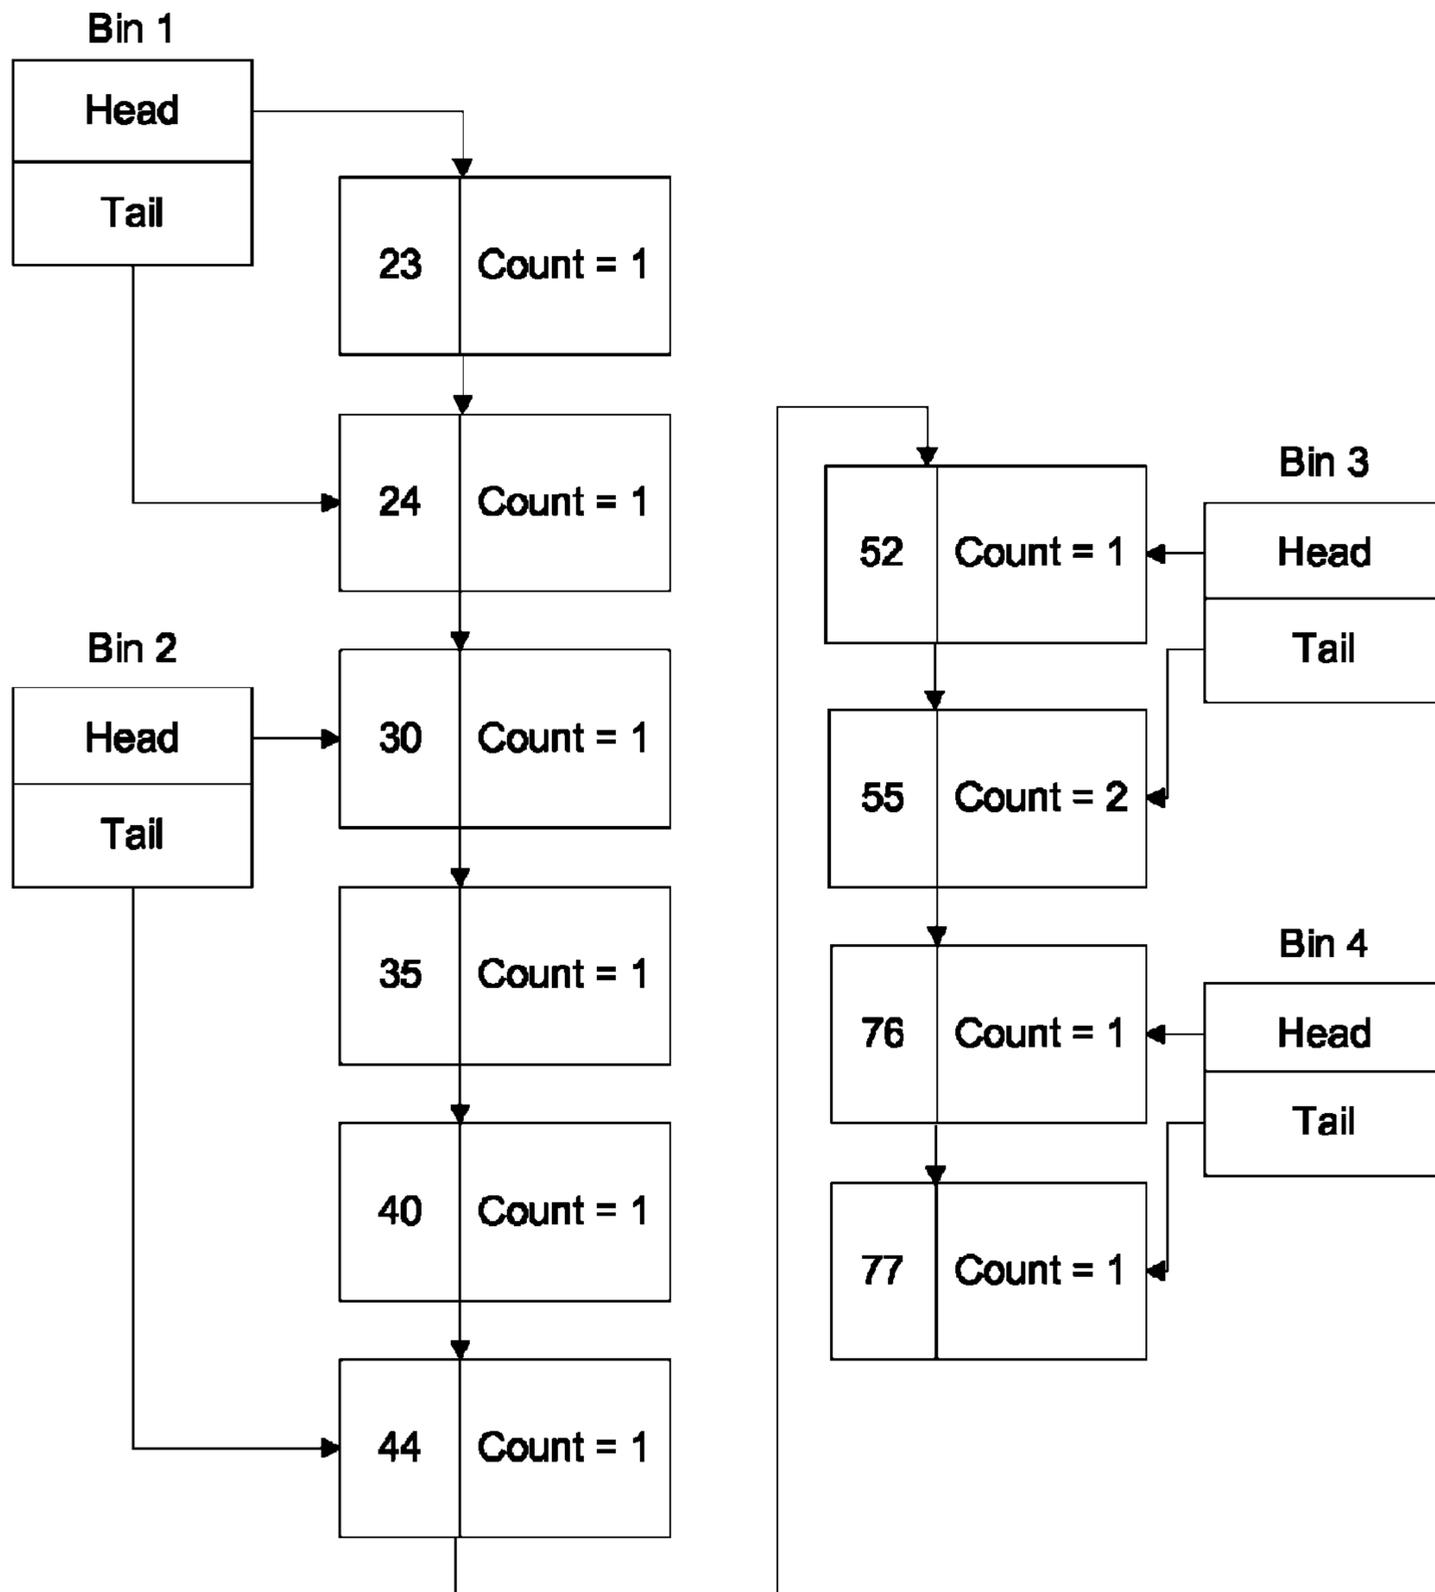 Bin 1
Head
Tail
23 Count = 1
24 Count = 1
Bin 2
Head
Tail
30 Count = 1
35 Count = 1
40 Count = 1
44 Count = 1
52 Count = 1
Bin 3
Head
Tail
55 Count = 2
76 Count = 1
Bin 4
Head
Tail
77 Count = 1